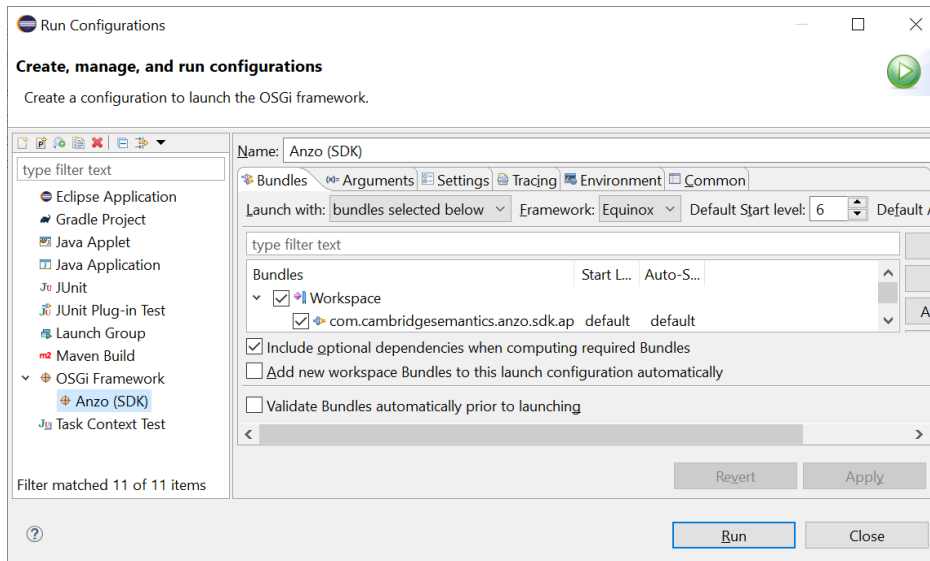 Run Configurations
Create, manage, and run configurations
Create a configuration to launch the OSGi framework.
type filter text
Eclipse Application
Gradle Project
Java Applet
Java Application
JUnit
JUnit Plug-in Test
Launch Group
Maven Build
OSGi Framework
Anzo (SDK)
Task Context Test
Filter matched 11 of 11 items
Name: Anzo (SDK)
Bundles Arguments Settings Tracing Environment Common
Launch with: bundles selected below Framework: Equinox Default Start level: 6 Default A
type filter text
Bundles Start L... Auto-S...
Workspace
com.cambridgesemantics.anzo.sdk.ap default default
A
Include optional dependencies when computing required Bundles
Add new workspace Bundles to this launch configuration automatically
Validate Bundles automatically prior to launching
Revert Apply
Run Close